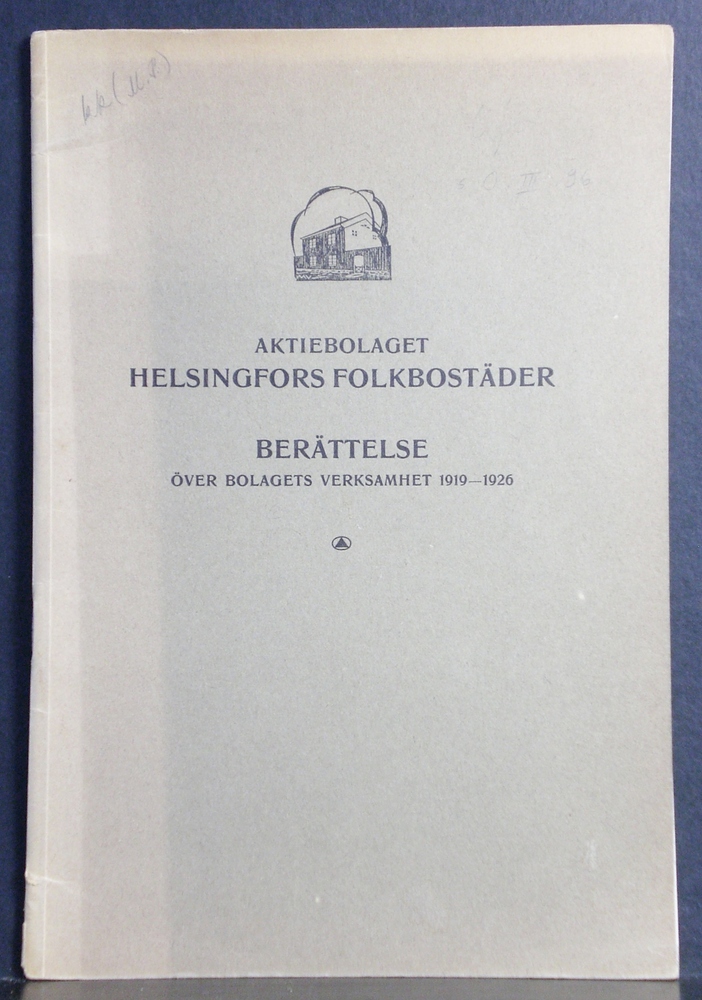 AKTIEBOLAGET
HELSINGFORS FOLKBOSTÄDER
BERÄTTELSE
ÖVER BOLAGETS VERKSAMHET 1919—1926